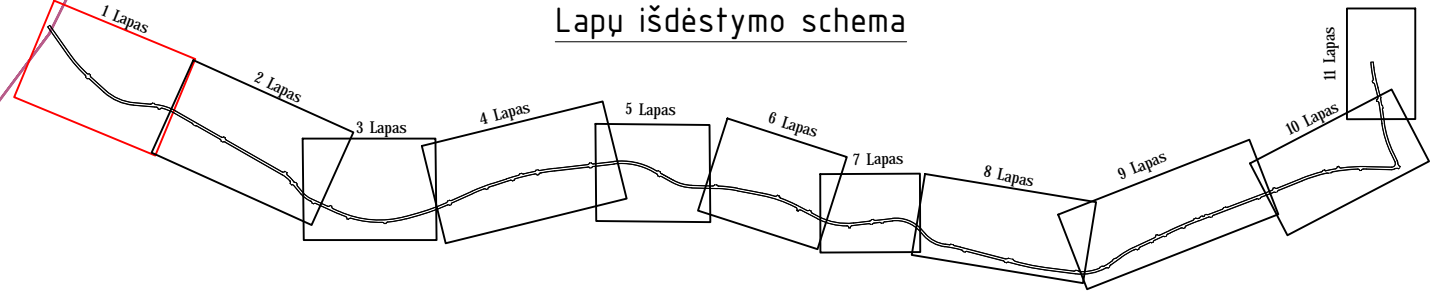 Lapų išdėstymo schema
1 Lapas
2 Lapas
3 Lapas
4 Lapas
5 Lapas
6 Lapas
7 Lapas
8 Lapas
9 Lapas
10 Lapas
11 Lapas